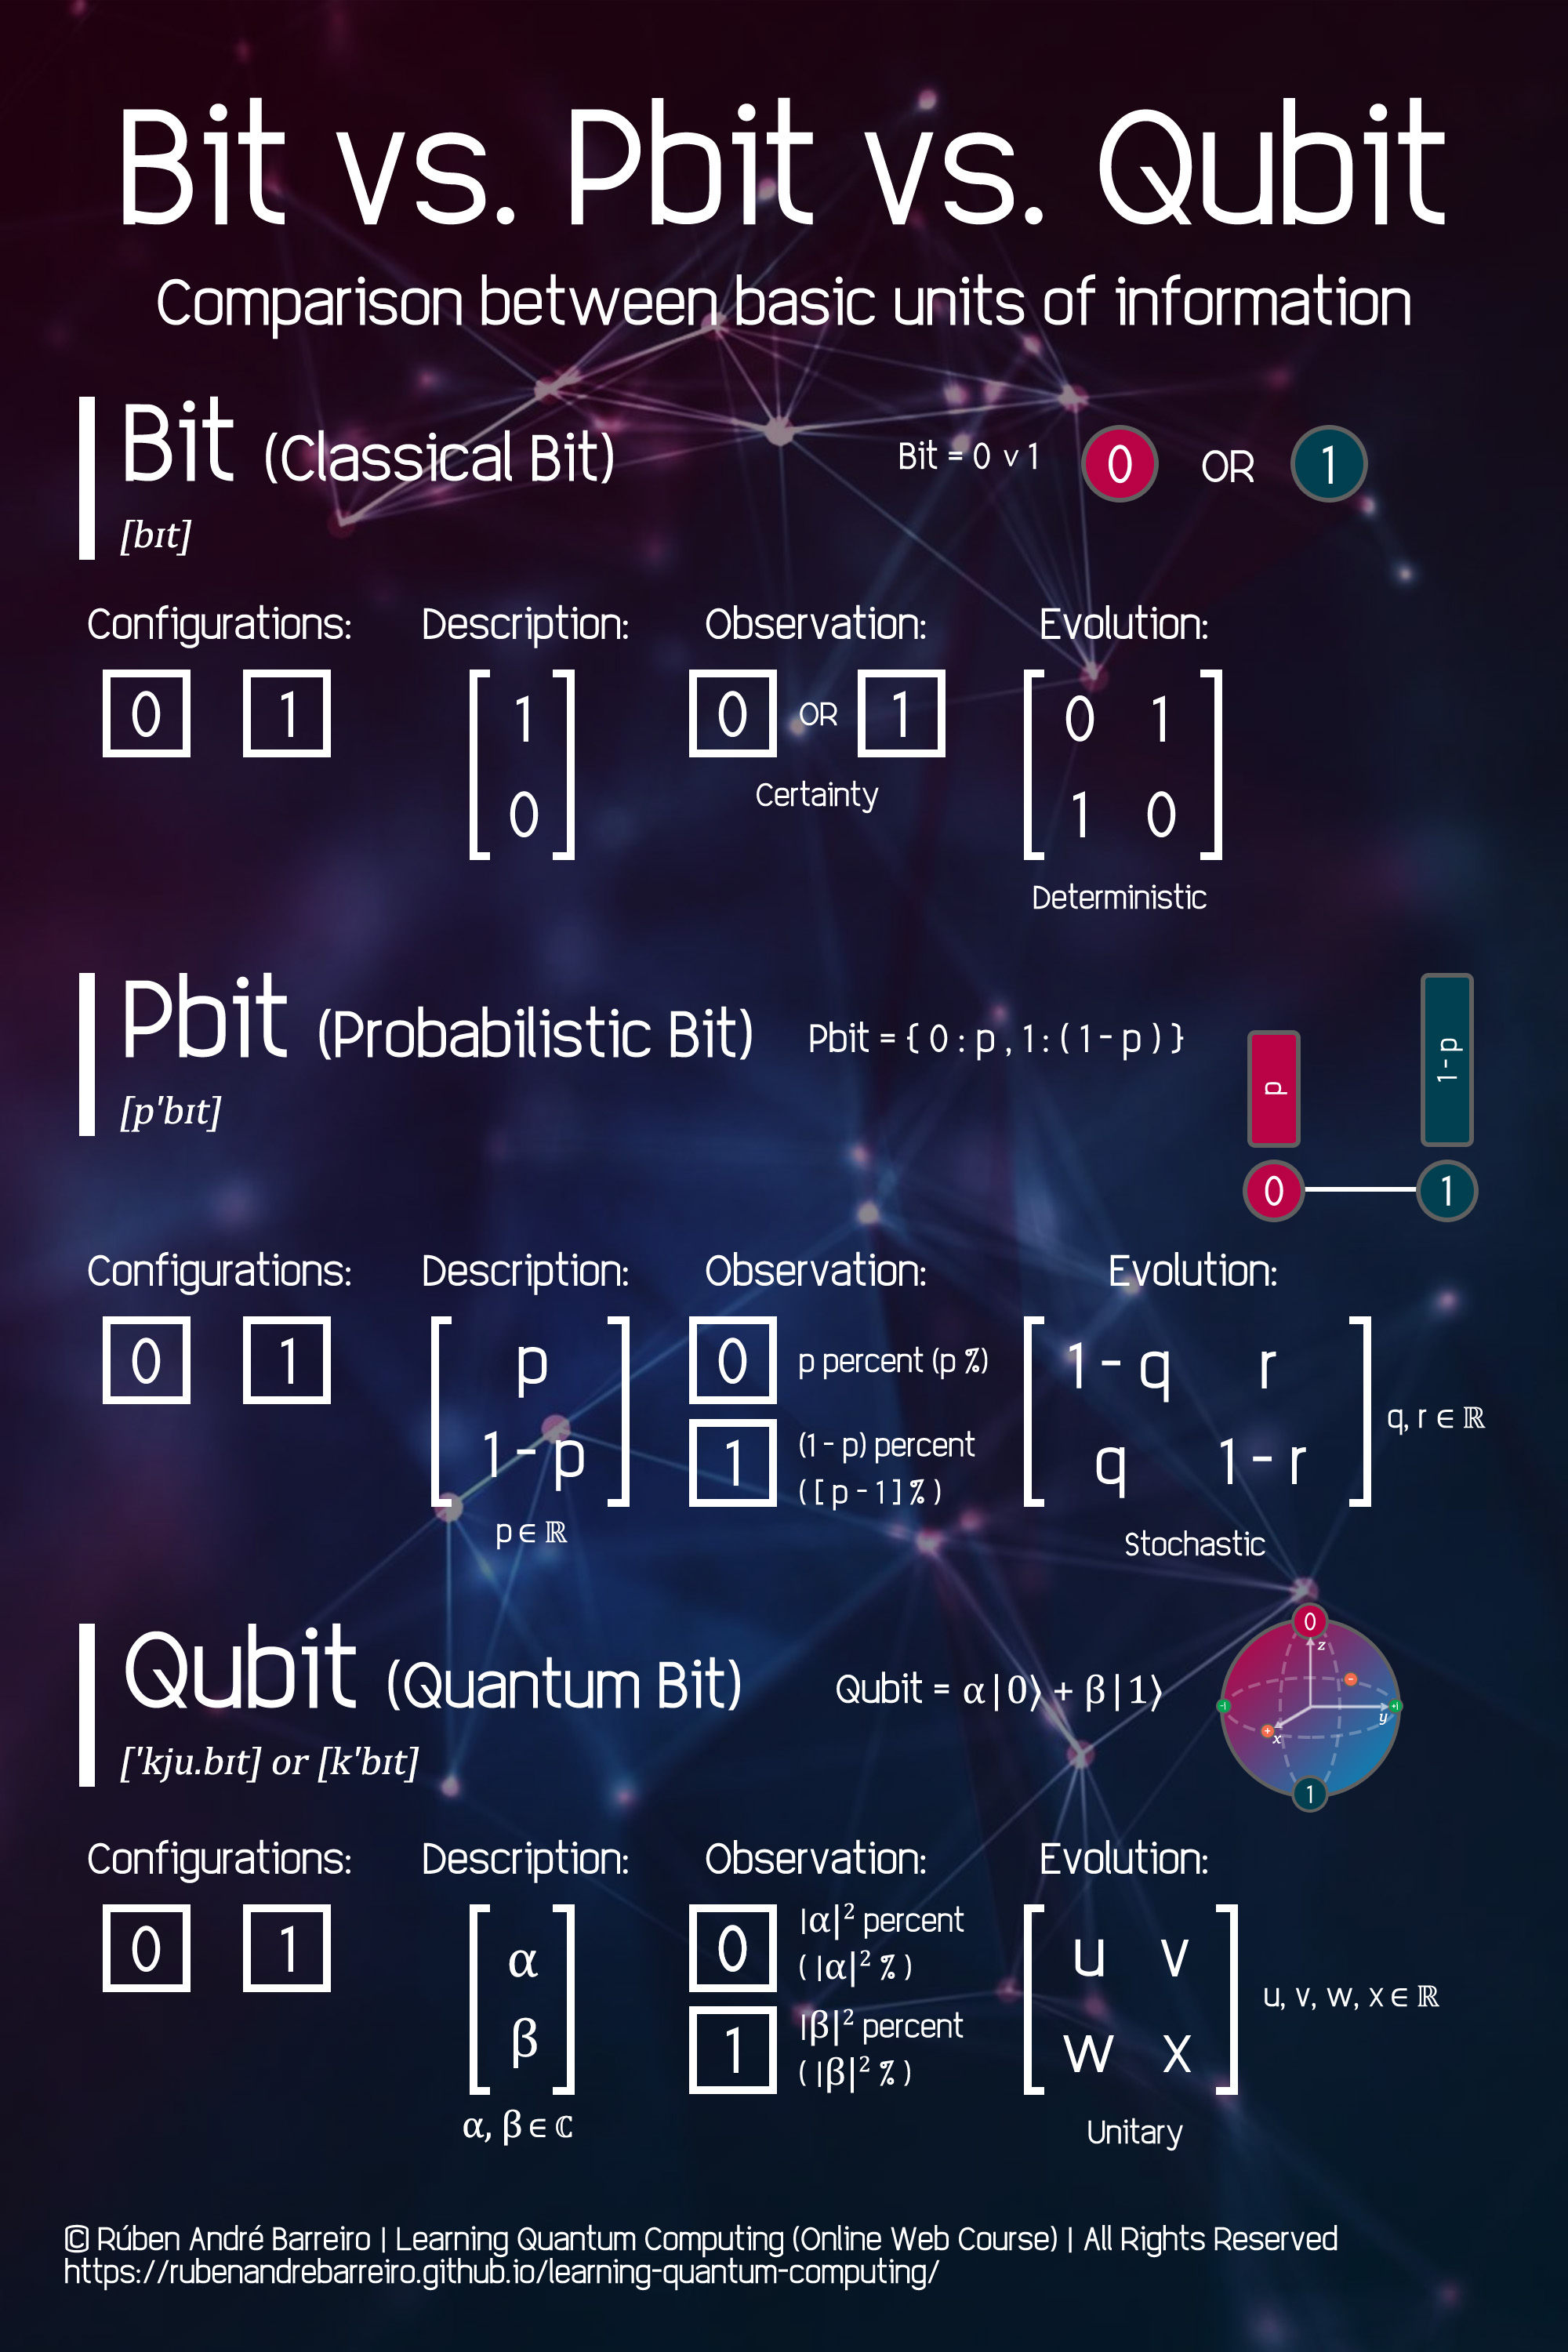 Bit vs. Pbit vs. Qubit
Comparison between basic units of information
Bit (Classical Bit)
Bit = 0 ∨ 1
0 OR 1
[bɪt]
Configurations: Description: Observation: Evolution:
0 1
1
0
0 OR 1
Certainty
0 1
1 0
Deterministic
Pbit (Probabilistic Bit)
Pbit = { 0 : p , 1 : ( 1 - p ) }
p
1 - p
0 1
[p'bɪt]
Configurations: Description: Observation: Evolution:
0 1
p
1 - p
p ∈ ℝ
0 p percent (p %)
1 (1 - p) percent
( [ p - 1 ] % )
1 - q r
q 1 - r
q, r ∈ ℝ
Stochastic
Qubit (Quantum Bit)
Qubit = α|0⟩ + β|1⟩
0
z
-
-i
+i
y
+
x
1
['kju.bɪt] or [k'bɪt]
Configurations: Description: Observation: Evolution:
0 1
α
β
α, β ∈ ℂ
0 |α|² percent
( |α|² % )
1 |β|² percent
( |β|² % )
u v
w x
u, v, w, x ∈ ℝ
Unitary
© Rúben André Barreiro | Learning Quantum Computing (Online Web Course) | All Rights Reserved
https://rubenandrebarreiro.github.io/learning-quantum-computing/